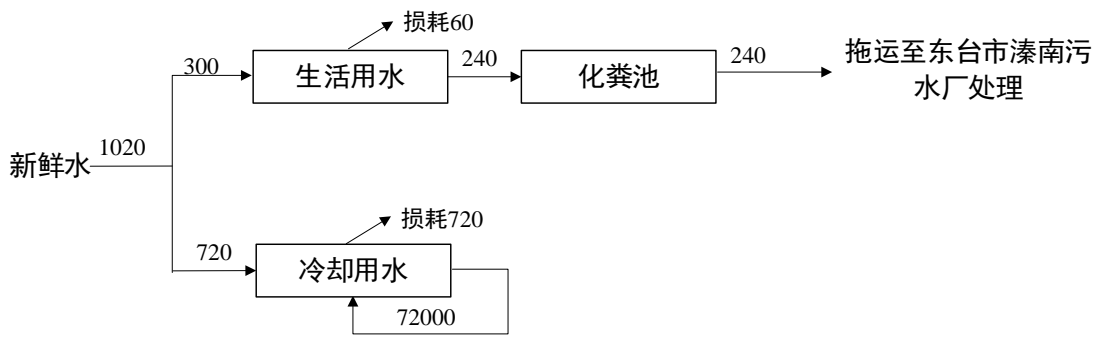 损耗60
300
生活用水
240
化粪池
240
拖运至东台市溱南污
水厂处理
新鲜水
1020
损耗720
720
冷却用水
72000